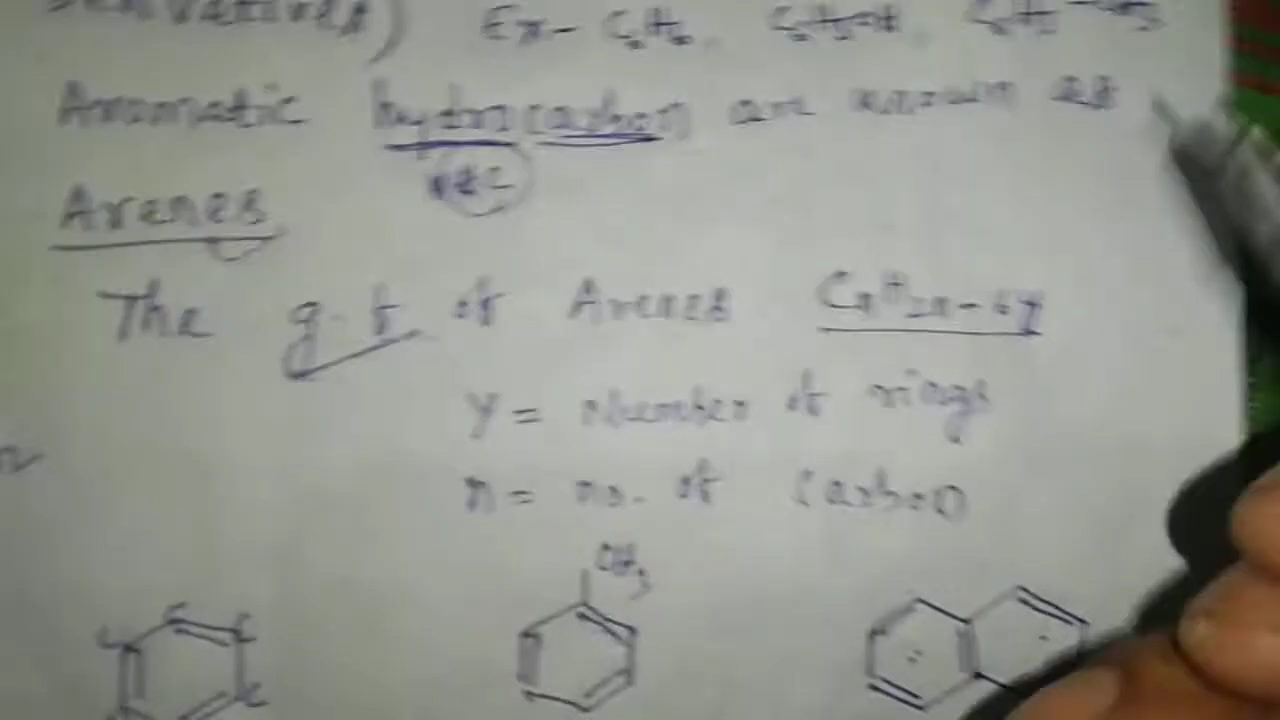 Derivatives) Ex- C6H6,
Aromatic hydrocarbon are known as
H&C
Arenes
The g.f of Arenes CnH2n-6y
y = Number of rings
n = no. of Carbon
CH3
C C C C